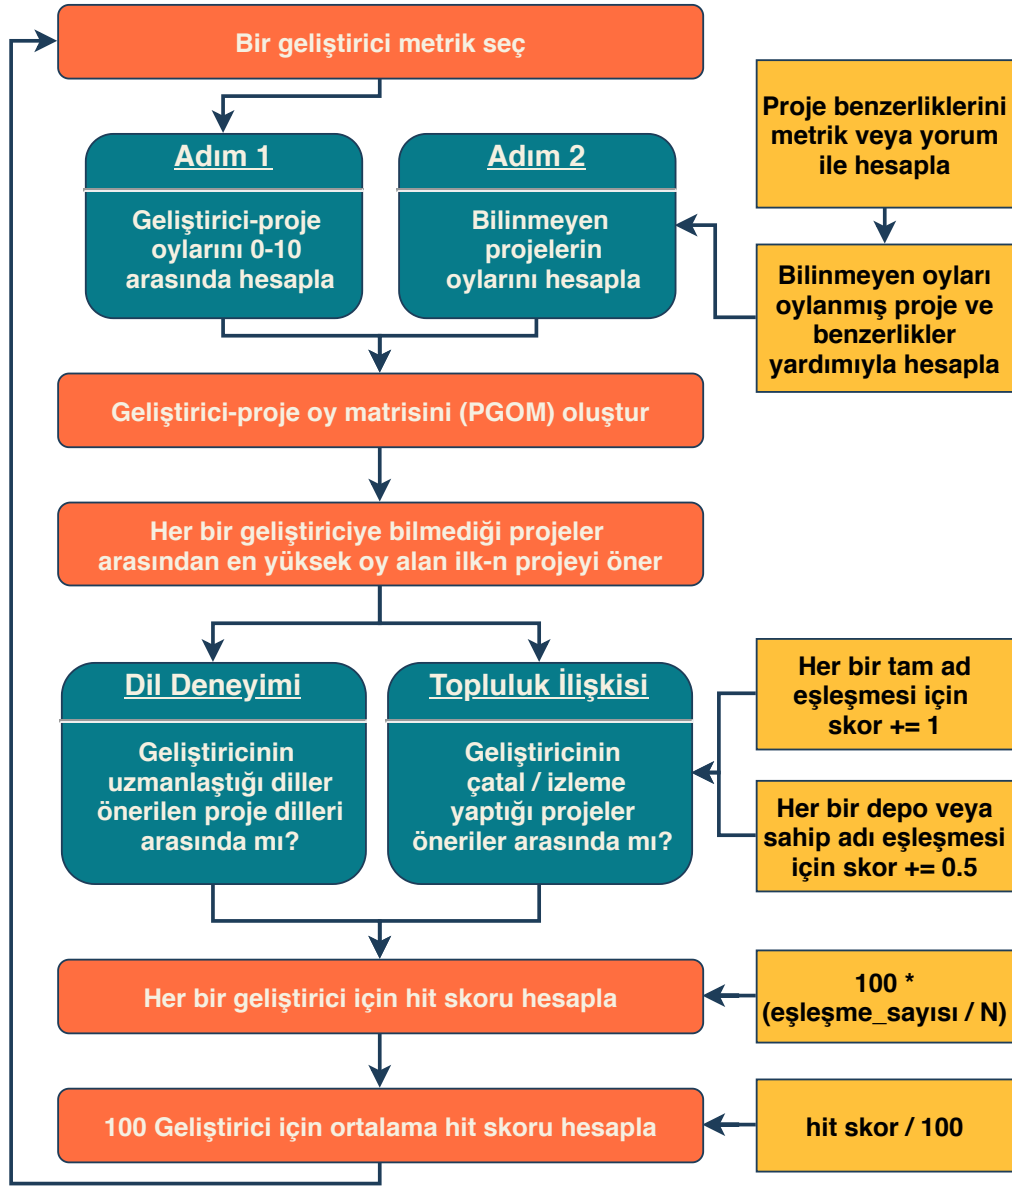 Bir geliştirici metrik seç
Adım 1
Geliştirici-proje
oylarını 0-10
arasında hesapla
Adım 2
Bilinmeyen
projelerin
oylarını hesapla
Proje benzerliklerini
metrik veya yorum
ile hesapla
Bilinmeyen oyları
oylanmış proje ve
benzerlikler
yardımıyla hesapla
Geliştirici-proje oy matrisini (PGOM) oluştur
Her bir geliştiriciye bilmediği projeler
arasından en yüksek oy alan ilk-n projeyi öner
Dil Deneyimi
Geliştiricinin
uzmanlaştığı diller
önerilen proje dilleri
arasında mı?
Topluluk İlişkisi
Geliştiricinin
çatal / izleme
yaptığı projeler
öneriler arasında mı?
Her bir tam ad
eşleşmesi için
skor += 1
Her bir depo veya
sahip adı eşleşmesi
için skor += 0.5
Her bir geliştirici için hit skoru hesapla
100 *
(eşleşme_sayısı / N)
100 Geliştirici için ortalama hit skoru hesapla
hit skor / 100